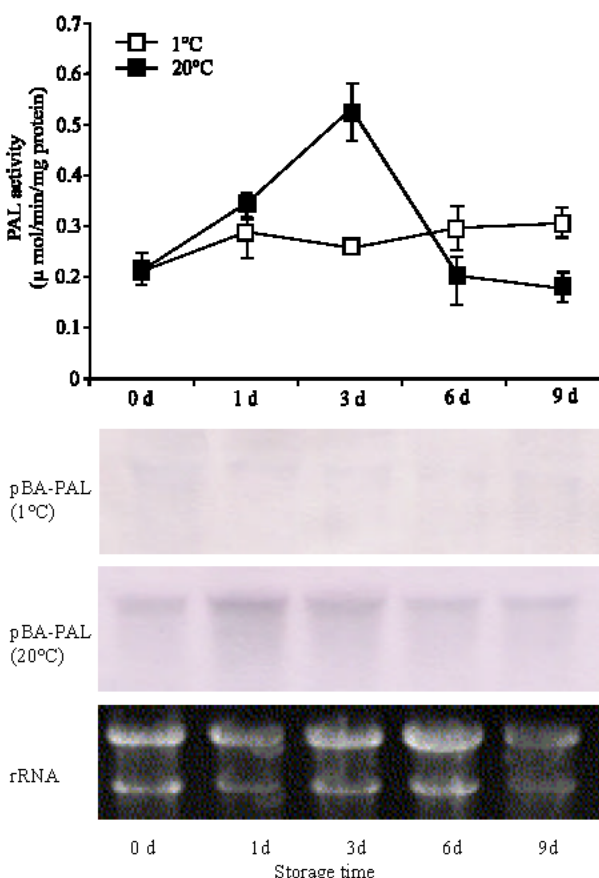 0.7
0.6
0.5
0.4
0.3
0.2
0.1
0
PAL activity
(μ mol/min/mg protein)
1°C
20°C
0 d 1 d 3 d 6 d 9 d
pBA-PAL
(1°C)
pBA-PAL
(20°C)
rRNA
0 d 1d 3d 6d 9d
Storage time